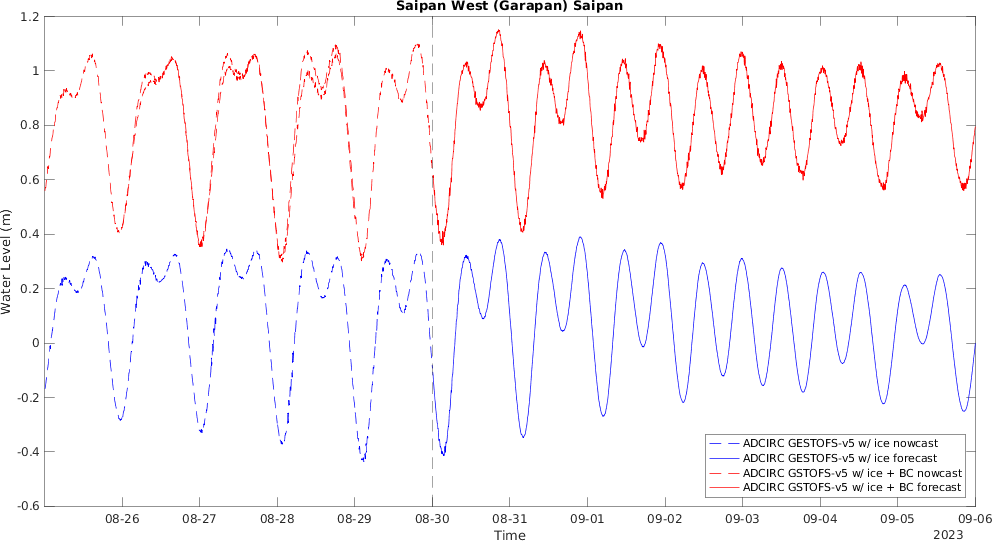 Saipan West (Garapan) Saipan
1.2
1
0.8
0.6
0.4
0.2
0
-0.2
-0.4
-0.6
Water Level (m)
ADCIRC GESTOFS-v5 w/ ice nowcast
ADCIRC GESTOFS-v5 w/ ice forecast
ADCIRC GSTOFS-v5 w/ ice + BC nowcast
ADCIRC GSTOFS-v5 w/ ice + BC forecast
08-26 08-27 08-28 08-29 08-30 08-31 09-01 09-02 09-03 09-04 09-05 09-06
Time
2023